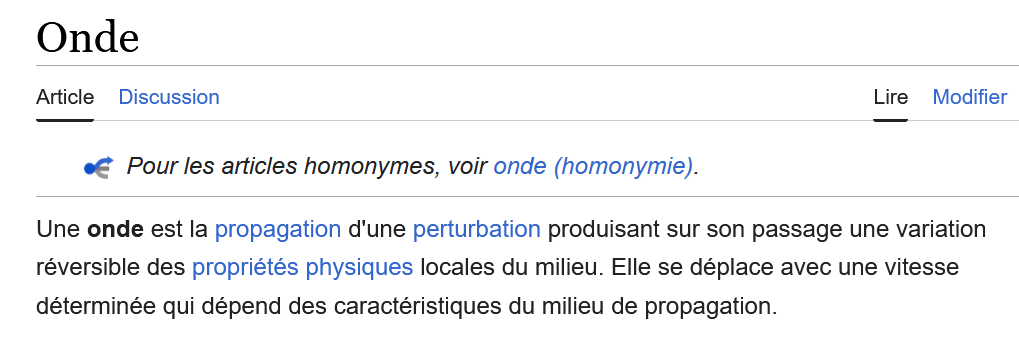 Onde
Article Discussion Lire Modifier
Pour les articles homonymes, voir onde (homonymie).
Une onde est la propagation d'une perturbation produisant sur son passage une variation
réversible des propriétés physiques locales du milieu. Elle se déplace avec une vitesse
déterminée qui dépend des caractéristiques du milieu de propagation.